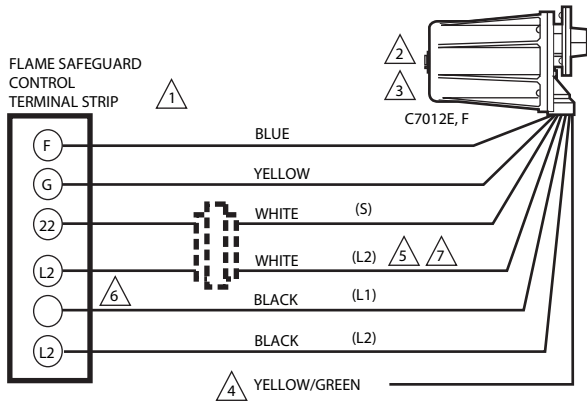 FLAME SAFEGUARD
CONTROL
TERMINAL STRIP
1
2
3
C7012E, F
F
BLUE
G
YELLOW
22
WHITE (S)
L2
WHITE (L2) 5 7
6
BLACK (L1)
L2
BLACK (L2)
4 YELLOW/GREEN